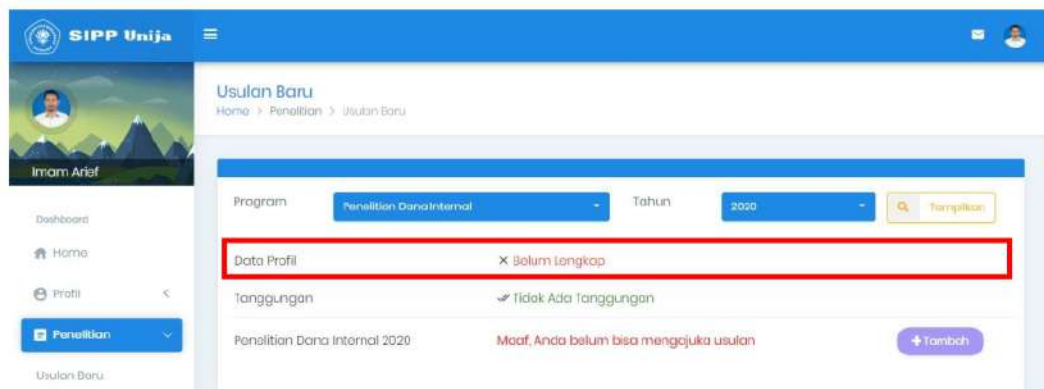 SIPP Unija
Usulan Baru
Home > Penelitian > Usulan Baru
Imam Arief
Program Penelitian Dana Internal Tahun 2020 Tampilkan
Dashboard
Home
Data Profil × Belum Lengkap
Profil
Tanggungan Tidak Ada Tanggungan
Penelitian
Penelitian Dana Internal 2020 Maaf, Anda belum bisa mengajuka usulan +Tambah
Usulan Baru